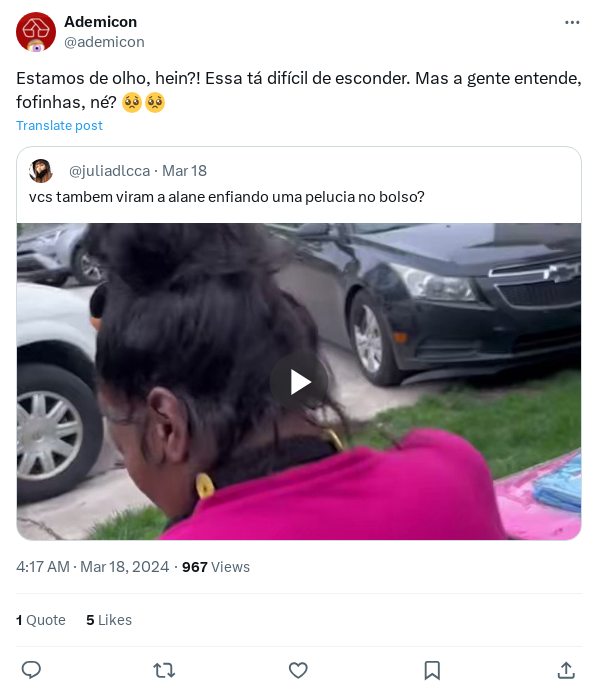 Ademicon
@ademicon
Estamos de olho, hein?! Essa tá difícil de esconder. Mas a gente entende,
fofinhas, né? 🥺🥺
Translate post
@juliadlcca · Mar 18
vcs tambem viram a alane enfiando uma pelucia no bolso?
4:17 AM · Mar 18, 2024 · 967 Views
1 Quote 5 Likes